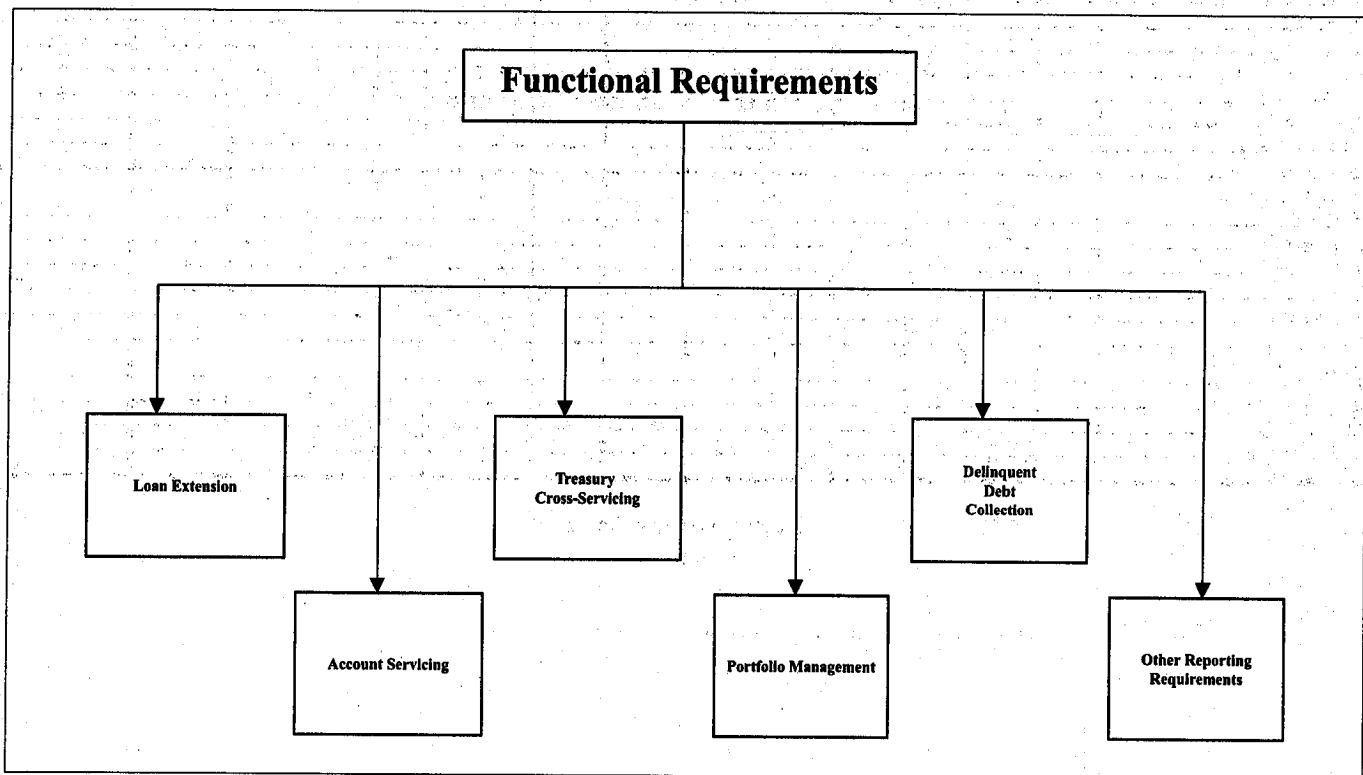 Functional Requirements
Loan Extension
Treasury
Cross-Servicing
Delinquent
Debt
Collection
Account Servicing
Portfolio Management
Other Reporting
Requirements